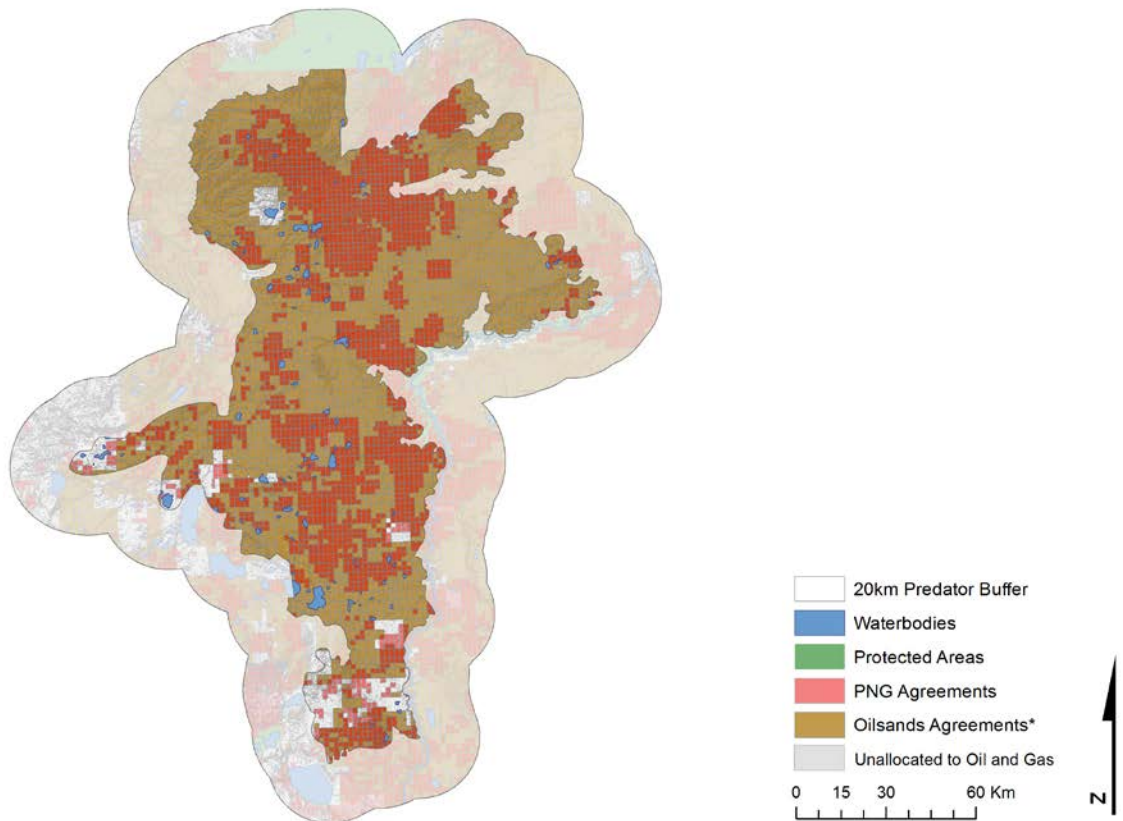 20km Predator Buffer
Waterbodies
Protected Areas
PNG Agreements
Oilsands Agreements*
Unallocated to Oil and Gas
0 15 30 60 Km
N